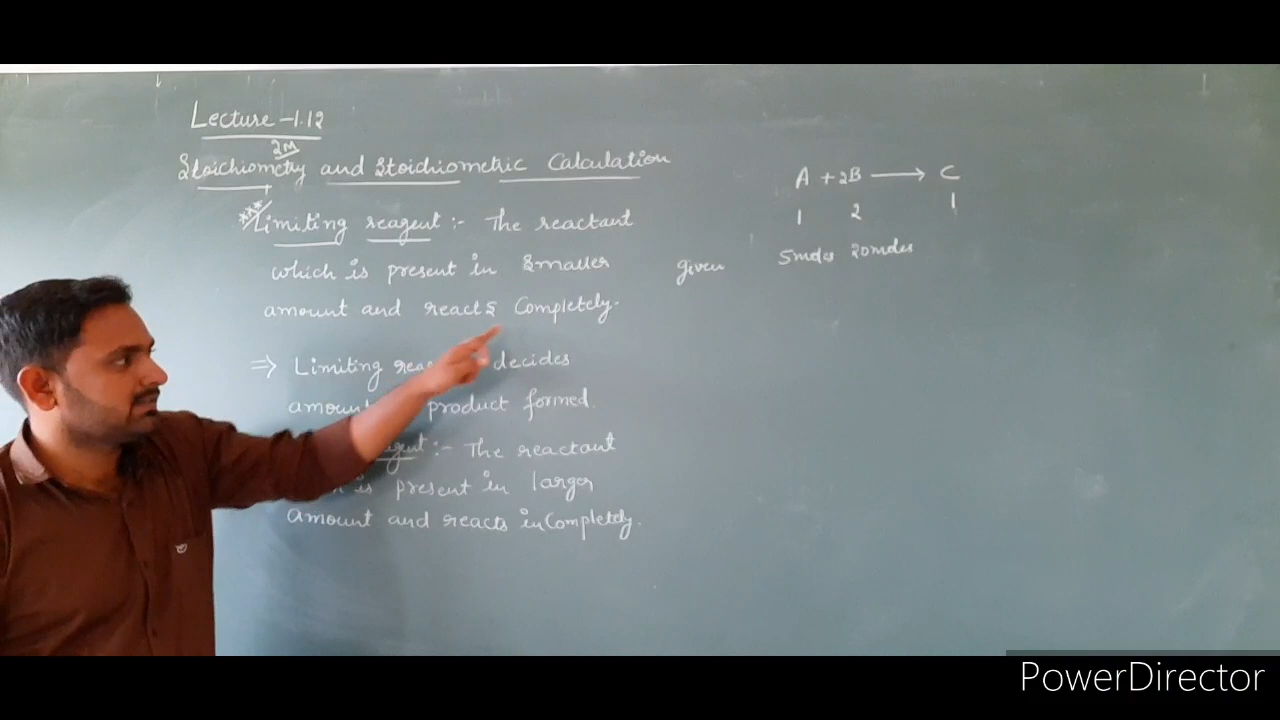 Lecture -1.12
2M
Stoichiometry and Stoichiometric Calculation
*** Limiting reagent :- The reactant
which is present in Smaller
amount and reacts Completely.
⇒ Limiting decides
product formed.
:- The reactant
is present in larger
amount and reacts inCompletely.
A + 2B ⟶ C
1 2 1
given 5moles 20moles
PowerDirector